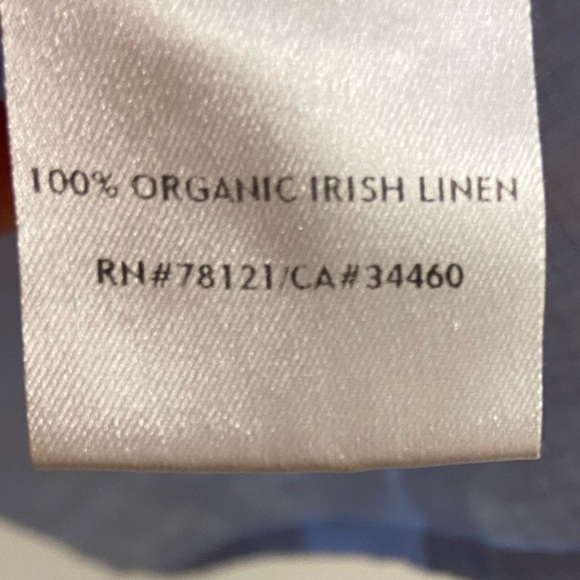 100% ORGANIC IRISH LINEN
RN#78121/CA#34460